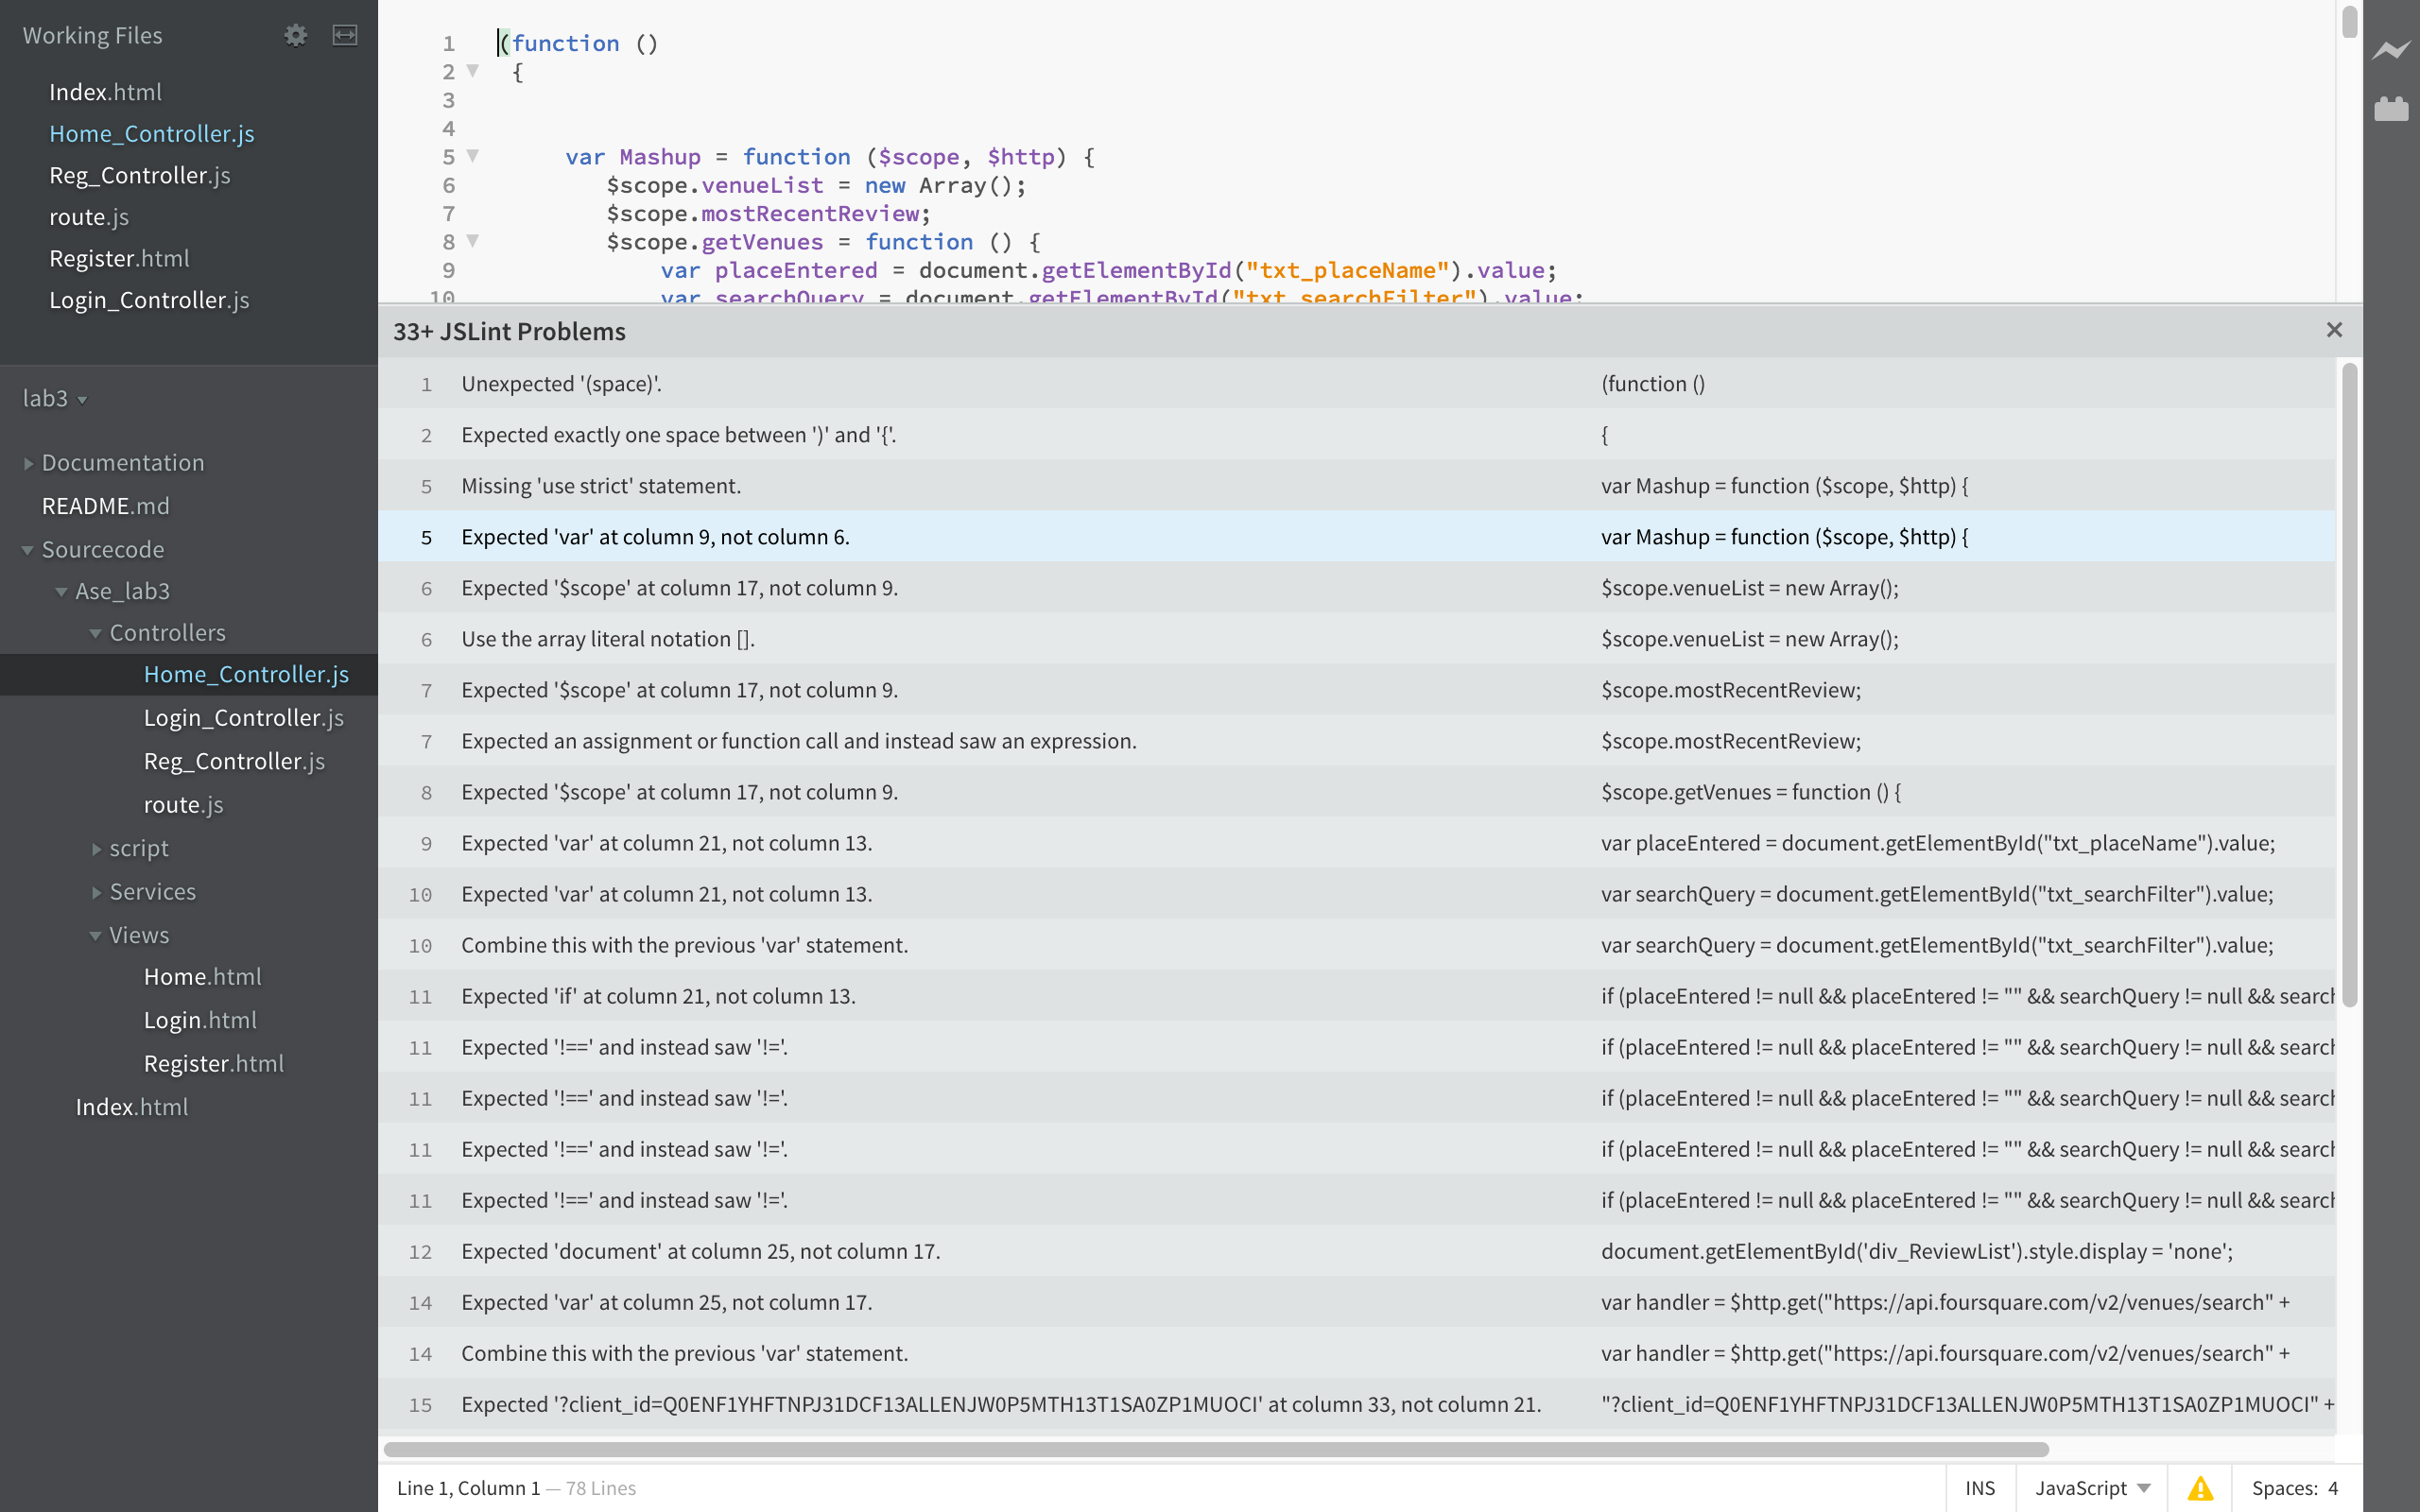 Working Files
Index.html
Home_Controller.js
Reg_Controller.js
route.js
Register.html
Login_Controller.js
lab3
Documentation
README.md
Sourcecode
Ase_lab3
Controllers
Home_Controller.js
Login_Controller.js
Reg_Controller.js
route.js
script
Services
Views
Home.html
Login.html
Register.html
Index.html
1 (function ()
2 {
3
4
5 var Mashup = function ($scope, $http) {
6 $scope.venueList = new Array();
7 $scope.mostRecentReview;
8 $scope.getVenues = function () {
9 var placeEntered = document.getElementById("txt_placeName").value;
10 var searchQuery = document.getElementById("txt_searchFilter").value;
33+ JSLint Problems
1 Unexpected '(space)'. (function ()
2 Expected exactly one space between ')' and '{'. {
5 Missing 'use strict' statement. var Mashup = function ($scope, $http) {
5 Expected 'var' at column 9, not column 6. var Mashup = function ($scope, $http) {
6 Expected '$scope' at column 17, not column 9. $scope.venueList = new Array();
6 Use the array literal notation []. $scope.venueList = new Array();
7 Expected '$scope' at column 17, not column 9. $scope.mostRecentReview;
7 Expected an assignment or function call and instead saw an expression. $scope.mostRecentReview;
8 Expected '$scope' at column 17, not column 9. $scope.getVenues = function () {
9 Expected 'var' at column 21, not column 13. var placeEntered = document.getElementById("txt_placeName").value;
10 Expected 'var' at column 21, not column 13. var searchQuery = document.getElementById("txt_searchFilter").value;
10 Combine this with the previous 'var' statement. var searchQuery = document.getElementById("txt_searchFilter").value;
11 Expected 'if' at column 21, not column 13. if (placeEntered != null && placeEntered != "" && searchQuery != null && search
11 Expected '!==' and instead saw '!='. if (placeEntered != null && placeEntered != "" && searchQuery != null && search
11 Expected '!==' and instead saw '!='. if (placeEntered != null && placeEntered != "" && searchQuery != null && search
11 Expected '!==' and instead saw '!='. if (placeEntered != null && placeEntered != "" && searchQuery != null && search
11 Expected '!==' and instead saw '!='. if (placeEntered != null && placeEntered != "" && searchQuery != null && search
12 Expected 'document' at column 25, not column 17. document.getElementById('div_ReviewList').style.display = 'none';
14 Expected 'var' at column 25, not column 17. var handler = $http.get("https://api.foursquare.com/v2/venues/search" +
14 Combine this with the previous 'var' statement. var handler = $http.get("https://api.foursquare.com/v2/venues/search" +
15 Expected '?client_id=Q0ENF1YHFTNPJ31DCF13ALLENJW0P5MTH13T1SA0ZP1MUOCI' at column 33, not column 21. "?client_id=Q0ENF1YHFTNPJ31DCF13ALLENJW0P5MTH13T1SA0ZP1MUOCI" +
Line 1, Column 1 — 78 Lines
INS
JavaScript
Spaces: 4